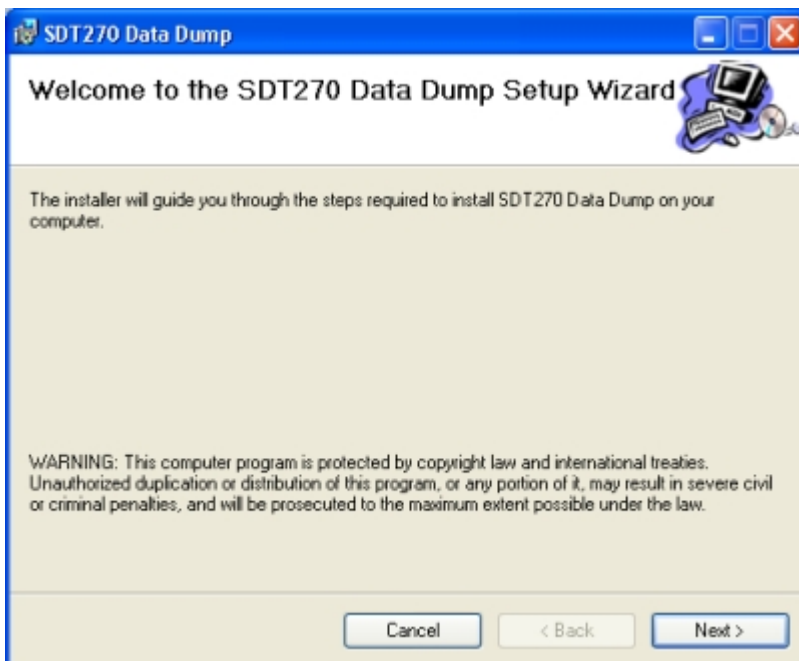 SDT270 Data Dump
Welcome to the SDT270 Data Dump Setup Wizard
The installer will guide you through the steps required to install SDT270 Data Dump on your
computer.
WARNING: This computer program is protected by copyright law and international treaties.
Unauthorized duplication or distribution of this program, or any portion of it, may result in severe civil
or criminal penalties, and will be prosecuted to the maximum extent possible under the law.
Cancel
< Back
Next >